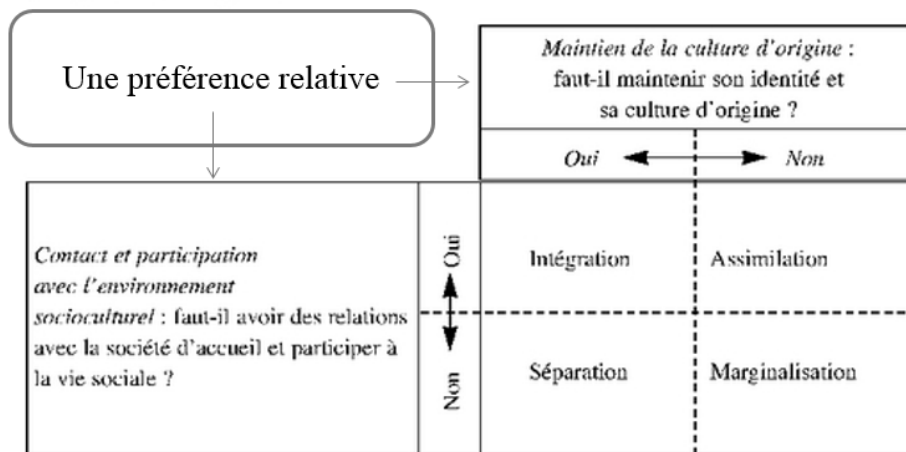 Une préférence relative
Maintien de la culture d'origine :
faut-il maintenir son identité et
sa culture d'origine ?
Oui
Non
Contact et participation
avec l'environnement
socioculturel : faut-il avoir des relations
avec la société d'accueil et participer à
la vie sociale ?
Oui
Non
Intégration
Assimilation
Séparation
Marginalisation